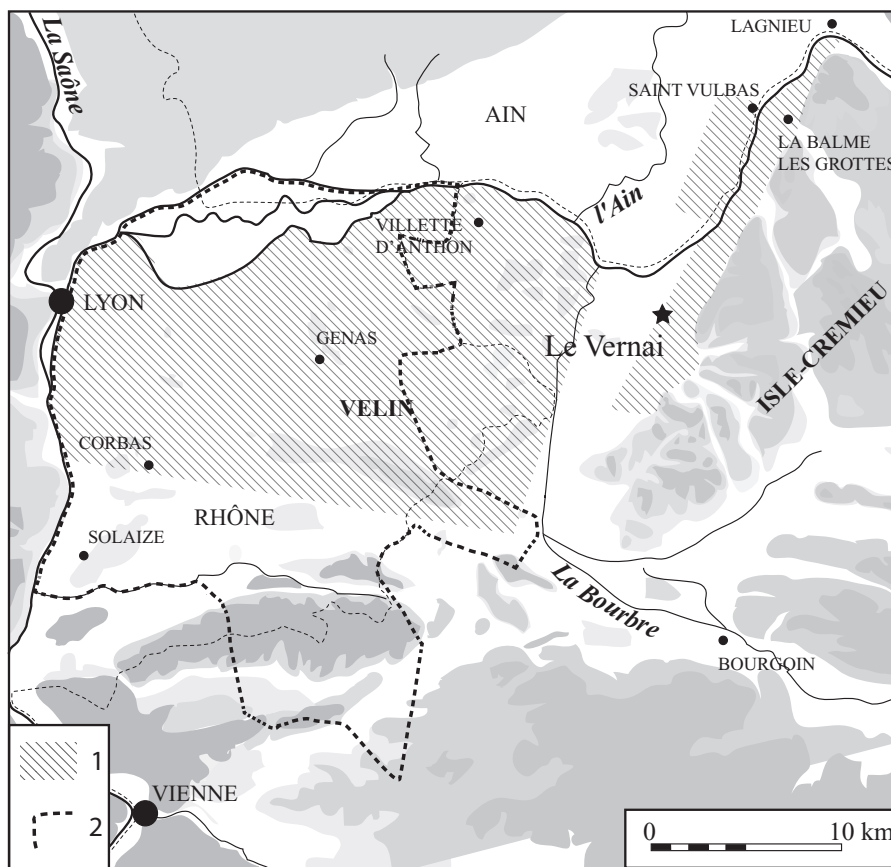 La Saône
LAGNIEU
SAINT VULBAS
AIN
LA BALME
LES GROTTES
l'Ain
VILLETTE
D'ANTHON
LYON
GENAS
Le Vernai
ISLE-CREMIEU
VELIN
CORBAS
RHÔNE
SOLAIZE
La Bourbre
BOURGOIN
1
2
VIENNE
0 10 km